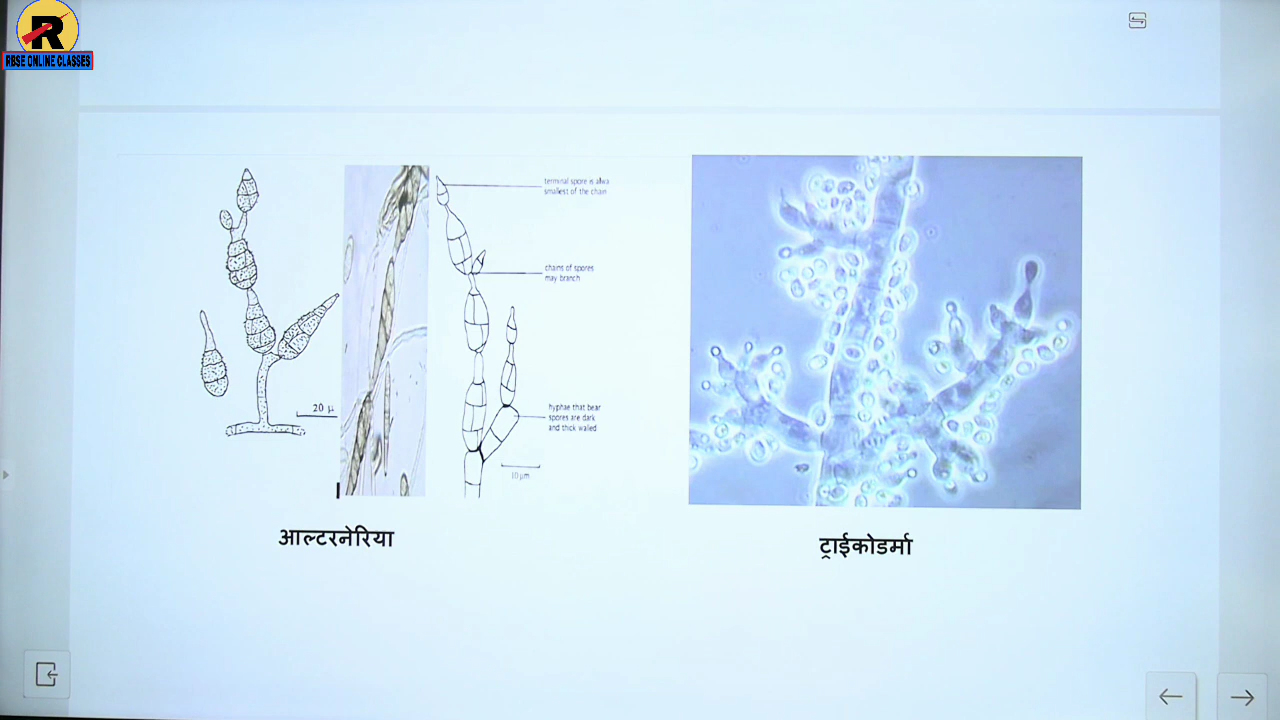 R
RBSE ONLINE CLASSES
terminal spore is alwa
smallest of the chain
chains of spores
may branch
hyphae that bear
spores are dark
and thick waled
20 µ
10 µm
आल्टरनेरिया
ट्राईकोडर्मा